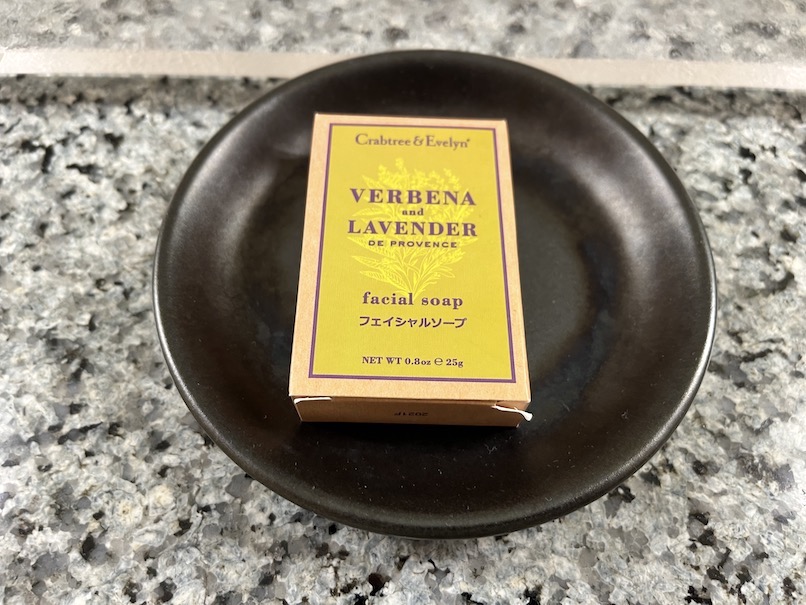 Crabtree & Evelyn®
VERBENA
and
LAVENDER
DE PROVENCE
facial soap
フェイシャルソープ
NET WT 0.8oz ℮ 25g